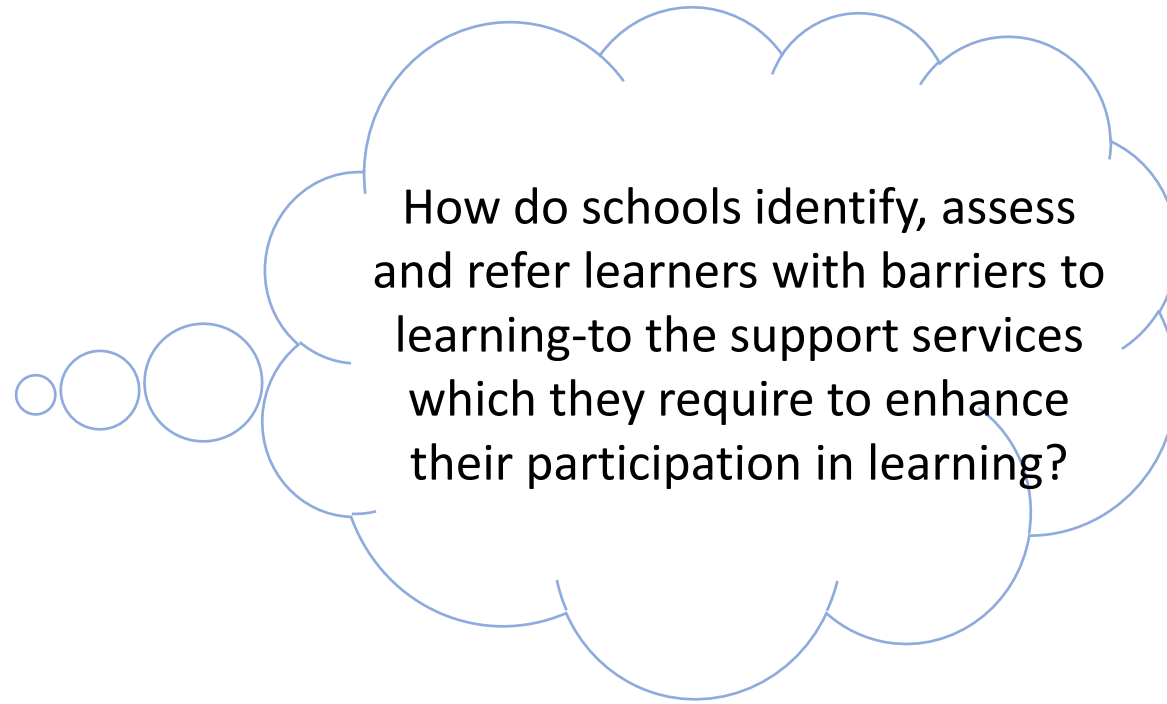 How do schools identify, assess
and refer learners with barriers to
learning-to the support services
which they require to enhance
their participation in learning?